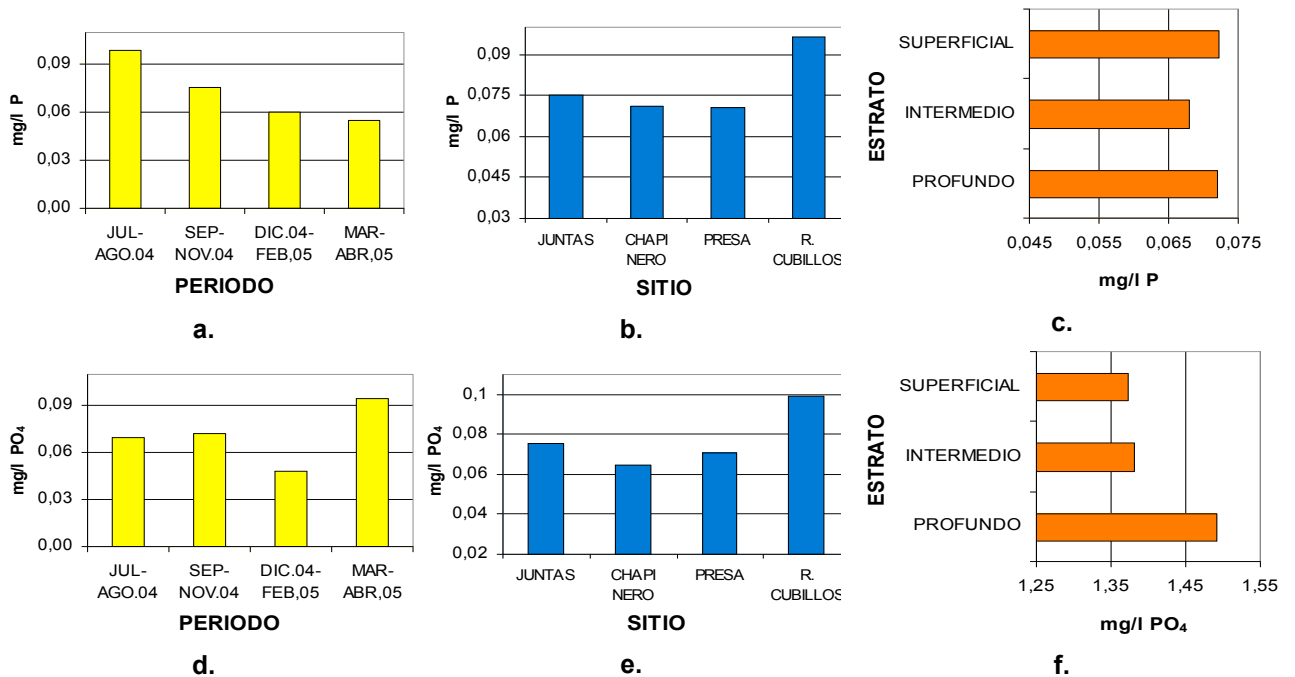 mg/l P
0,09
0,06
0,03
0,00
JUL-
AGO.04
SEP-
NOV.04
DIC.04-
FEB,05
MAR-
ABR,05
PERIODO
a.
mg/l P
0,09
0,075
0,06
0,045
0,03
JUNTAS
CHAPI
NERO
PRESA
R.
CUBILLOS
SITIO
b.
ESTRATO
SUPERFICIAL
INTERMEDIO
PROFUNDO
0,045 0,055 0,065 0,075
mg/l P
c.
mg/l PO₄
0,09
0,06
0,03
0,00
JUL-
AGO.04
SEP-
NOV.04
DIC.04-
FEB,05
MAR-
ABR,05
PERIODO
d.
mg/l PO₄
0,1
0,08
0,06
0,04
0,02
JUNTAS
CHAPI
NERO
PRESA
R.
CUBILLOS
SITIO
e.
ESTRATO
SUPERFICIAL
INTERMEDIO
PROFUNDO
1,25 1,35 1,45 1,55
mg/l PO₄
f.